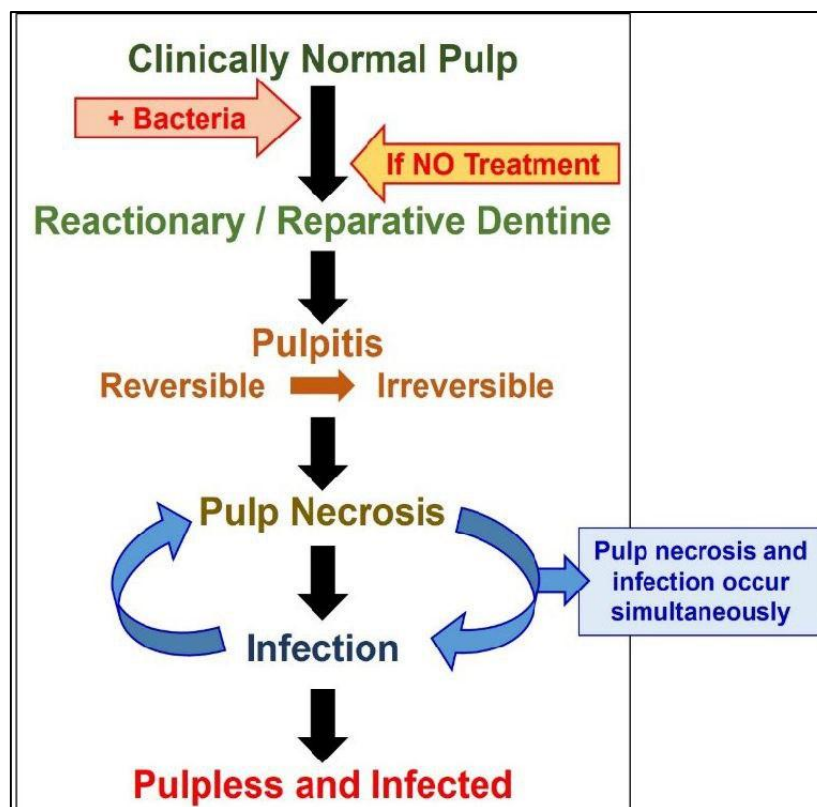 Clinically Normal Pulp
+ Bacteria
If NO Treatment
Reactionary / Reparative Dentine
Pulpitis
Reversible Irreversible
Pulp Necrosis
Pulp necrosis and
infection occur
simultaneously
Infection
Pulpless and Infected